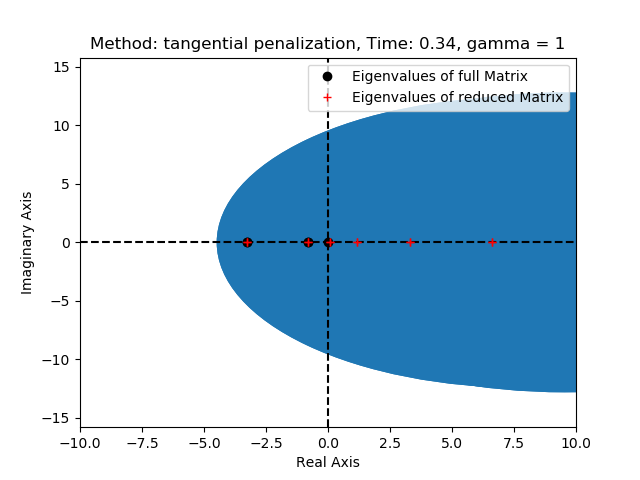 Method: tangential penalization, Time: 0.34, gamma = 1
Eigenvalues of full Matrix
Eigenvalues of reduced Matrix
15
10
5
0
−5
−10
−15
Imaginary Axis
−10.0 −7.5 −5.0 −2.5 0.0 2.5 5.0 7.5 10.0
Real Axis